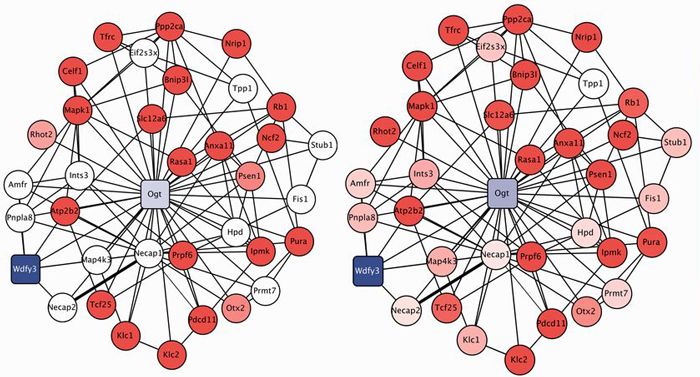 Ppp2ca
Tfrc
Nrip1
Eif2s3x
Celf1
Bnip3l
Tpp1
Mapk1
Rb1
Slc12a6
Rhot2
Ncf2
Anxa11
Stub1
Rasa1
Ints3
Psen1
Amfr
Ogt
Fis1
Atp2b2
Pnpla8
Hpd
Pura
Necap1
Prpf6
Ipmk
Map4k3
Wdfy3
Prmt7
Necap2
Tcf25
Otx2
Pdcd11
Klc1
Klc2
Ppp2ca
Tfrc
Nrip1
Eif2s3x
Celf1
Bnip3l
Tpp1
Mapk1
Rb1
Slc12a6
Rhot2
Ncf2
Anxa11
Stub1
Rasa1
Ints3
Psen1
Amfr
Ogt
Fis1
Atp2b2
Pnpla8
Hpd
Pura
Necap1
Prpf6
Ipmk
Map4k3
Wdfy3
Prmt7
Necap2
Tcf25
Otx2
Pdcd11
Klc1
Klc2